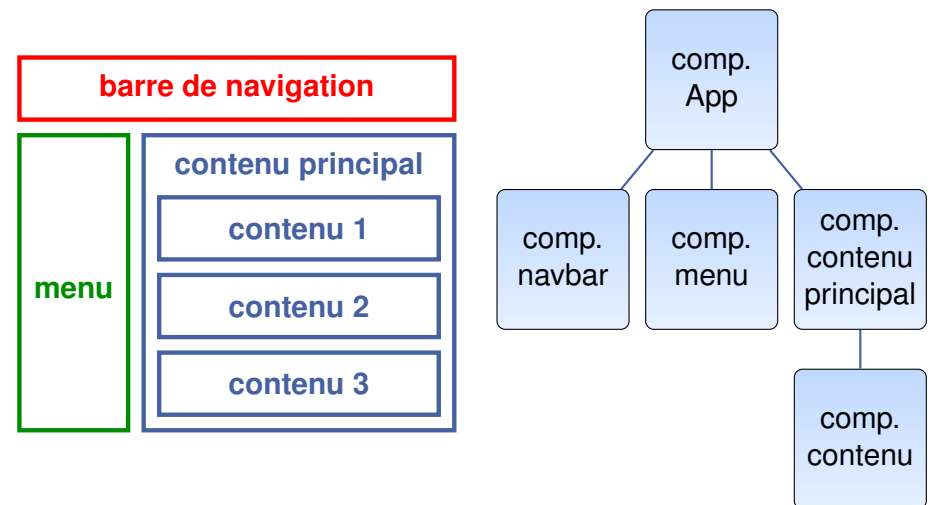 barre de navigation
menu
contenu principal
contenu 1
contenu 2
contenu 3
comp.
App
comp.
navbar
comp.
menu
comp.
contenu
principal
comp.
contenu